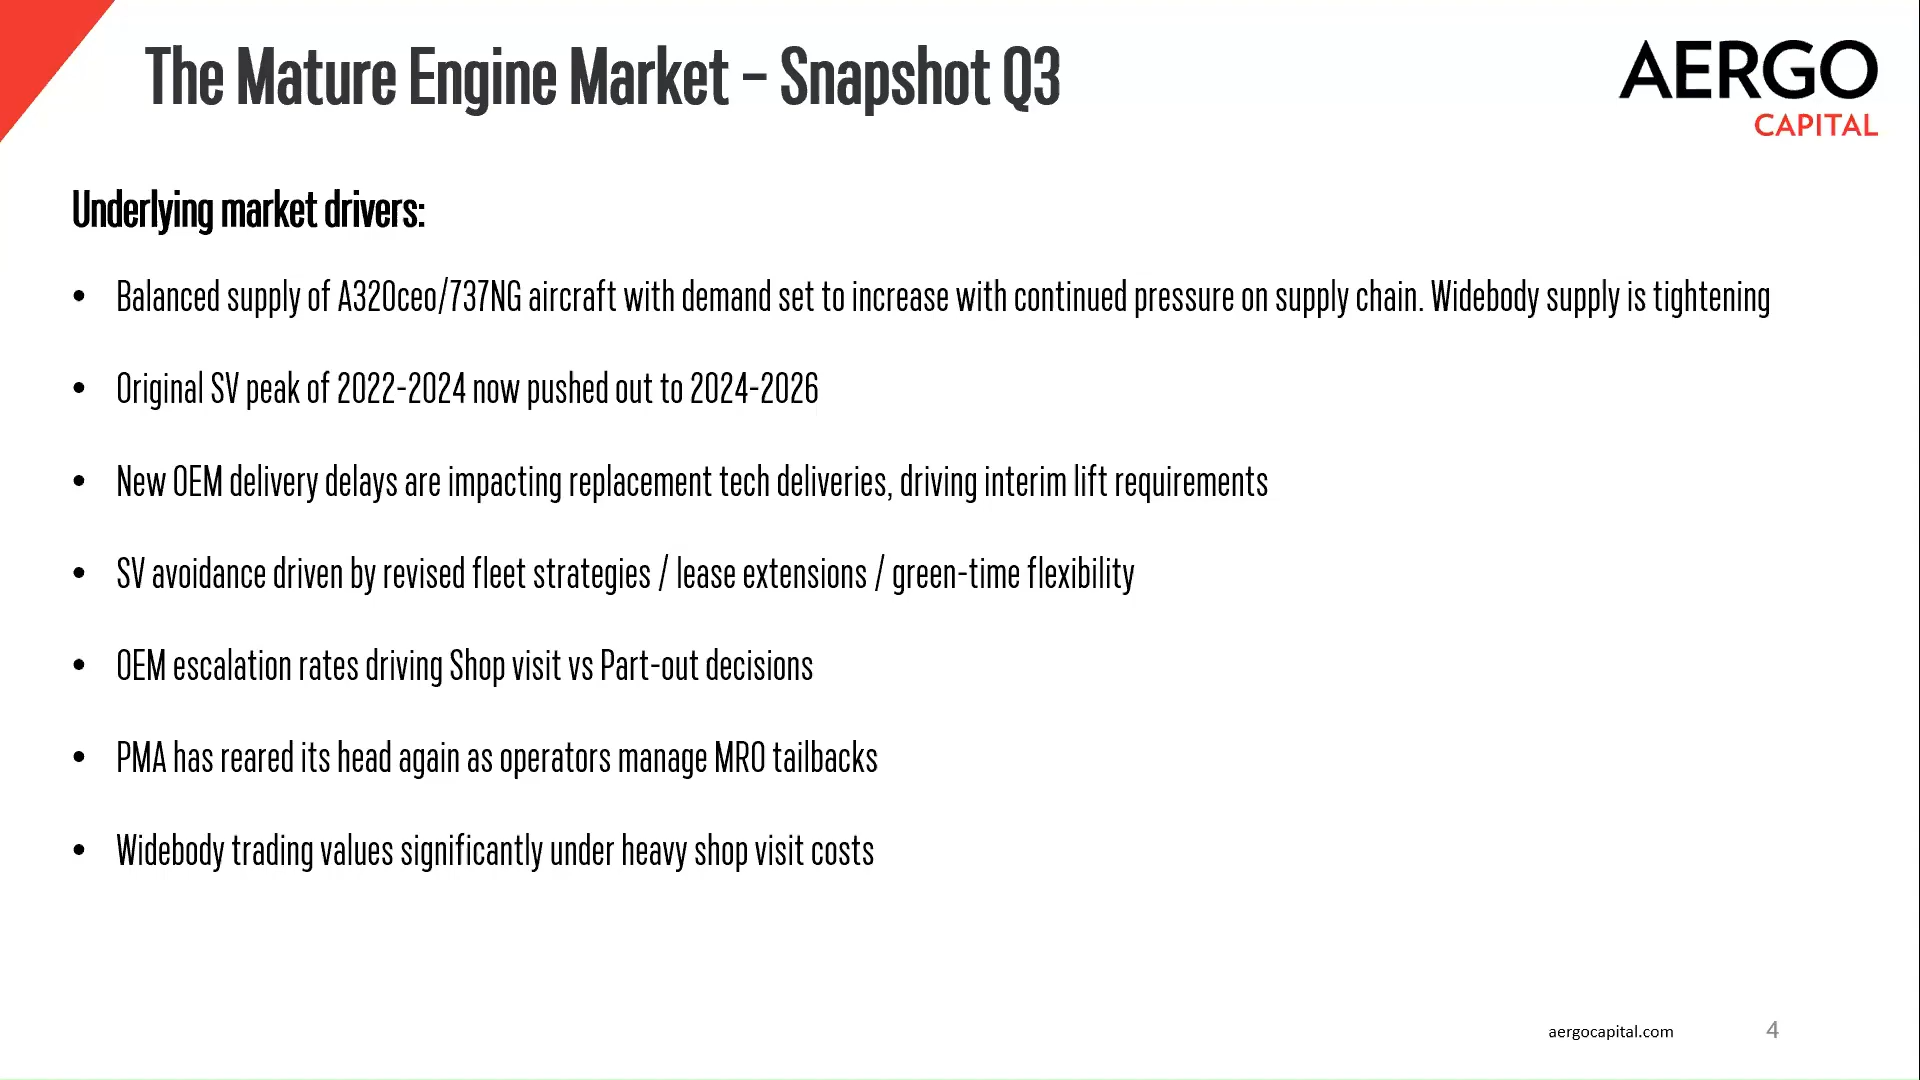 The Mature Engine Market – Snapshot Q3
AERGO
CAPITAL
Underlying market drivers:
• Balanced supply of A320ceo/737NG aircraft with demand set to increase with continued pressure on supply chain. Widebody supply is tightening
• Original SV peak of 2022-2024 now pushed out to 2024-2026
• New OEM delivery delays are impacting replacement tech deliveries, driving interim lift requirements
• SV avoidance driven by revised fleet strategies / lease extensions / green-time flexibility
• OEM escalation rates driving Shop visit vs Part-out decisions
• PMA has reared its head again as operators manage MRO tailbacks
• Widebody trading values significantly under heavy shop visit costs
aergocapital.com
4